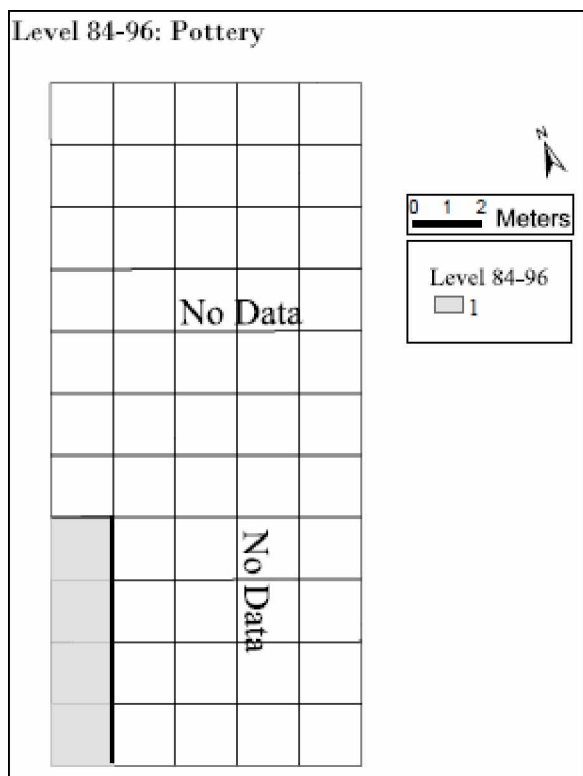 Level 84-96: Pottery
N
0 1 2
Meters
Level 84-96
1
No Data
No Data